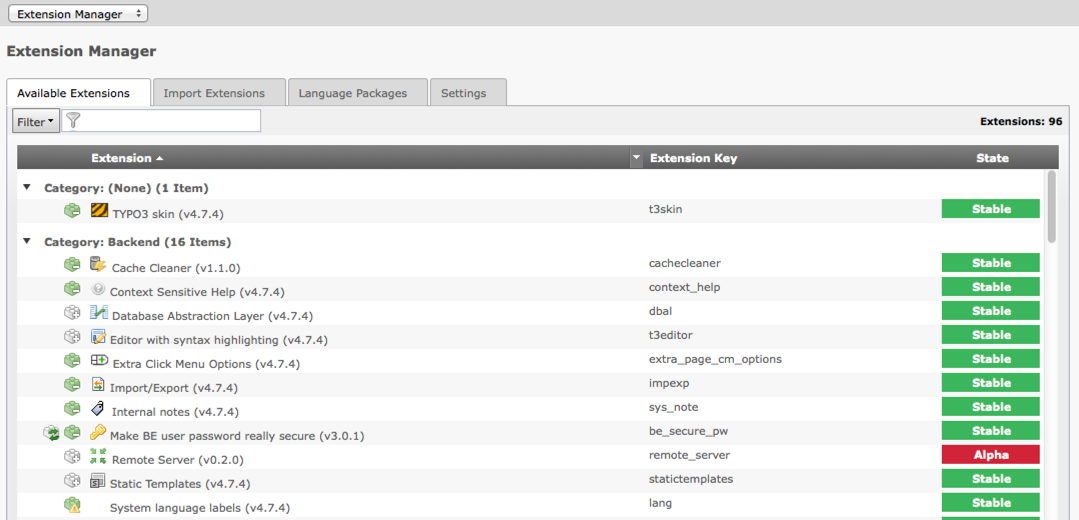 Extension Manager
Extension Manager
Available Extensions Import Extensions Language Packages Settings
Filter Extensions: 96
Extension Extension Key State
Category: (None) (1 Item)
TYPO3 skin (v4.7.4) t3skin Stable
Category: Backend (16 Items)
Cache Cleaner (v1.1.0) cachecleaner Stable
Context Sensitive Help (v4.7.4) context_help Stable
Database Abstraction Layer (v4.7.4) dbal Stable
Editor with syntax highlighting (v4.7.4) t3editor Stable
Extra Click Menu Options (v4.7.4) extra_page_cm_options Stable
Import/Export (v4.7.4) impexp Stable
Internal notes (v4.7.4) sys_note Stable
Make BE user password really secure (v3.0.1) be_secure_pw Stable
Remote Server (v0.2.0) remote_server Alpha
Static Templates (v4.7.4) statictemplates Stable
System language labels (v4.7.4) lang Stable